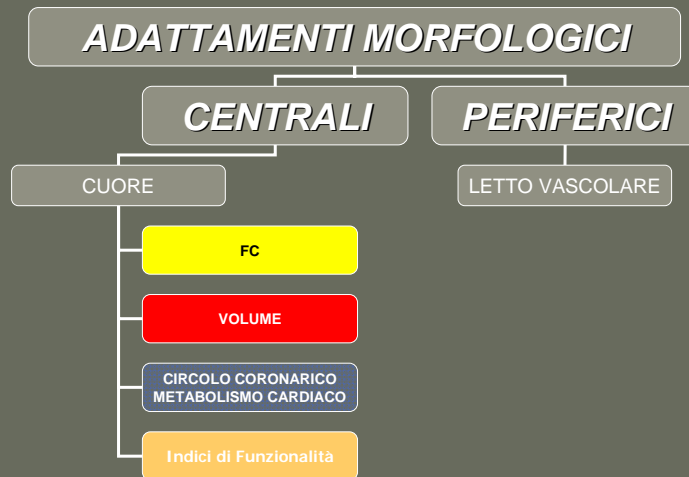 ADATTAMENTI MORFOLOGICI
CENTRALI
PERIFERICI
CUORE
LETTO VASCOLARE
FC
VOLUME
CIRCOLO CORONARICO
METABOLISMO CARDIACO
Indici di Funzionalità